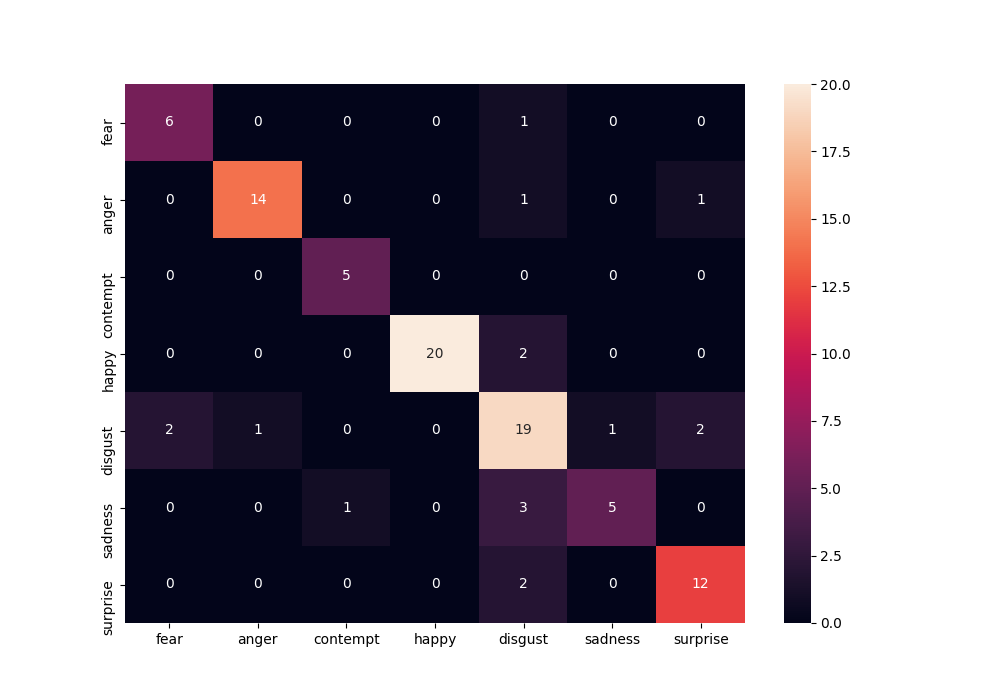 fear 6 0 0 0 1 0 0
anger 0 14 0 0 1 0 1
contempt 0 0 5 0 0 0 0
happy 0 0 0 20 2 0 0
disgust 2 1 0 0 19 1 2
sadness 0 0 1 0 3 5 0
surprise 0 0 0 0 2 0 12
fear anger contempt happy disgust sadness surprise
20.0
17.5
15.0
12.5
10.0
7.5
5.0
2.5
0.0